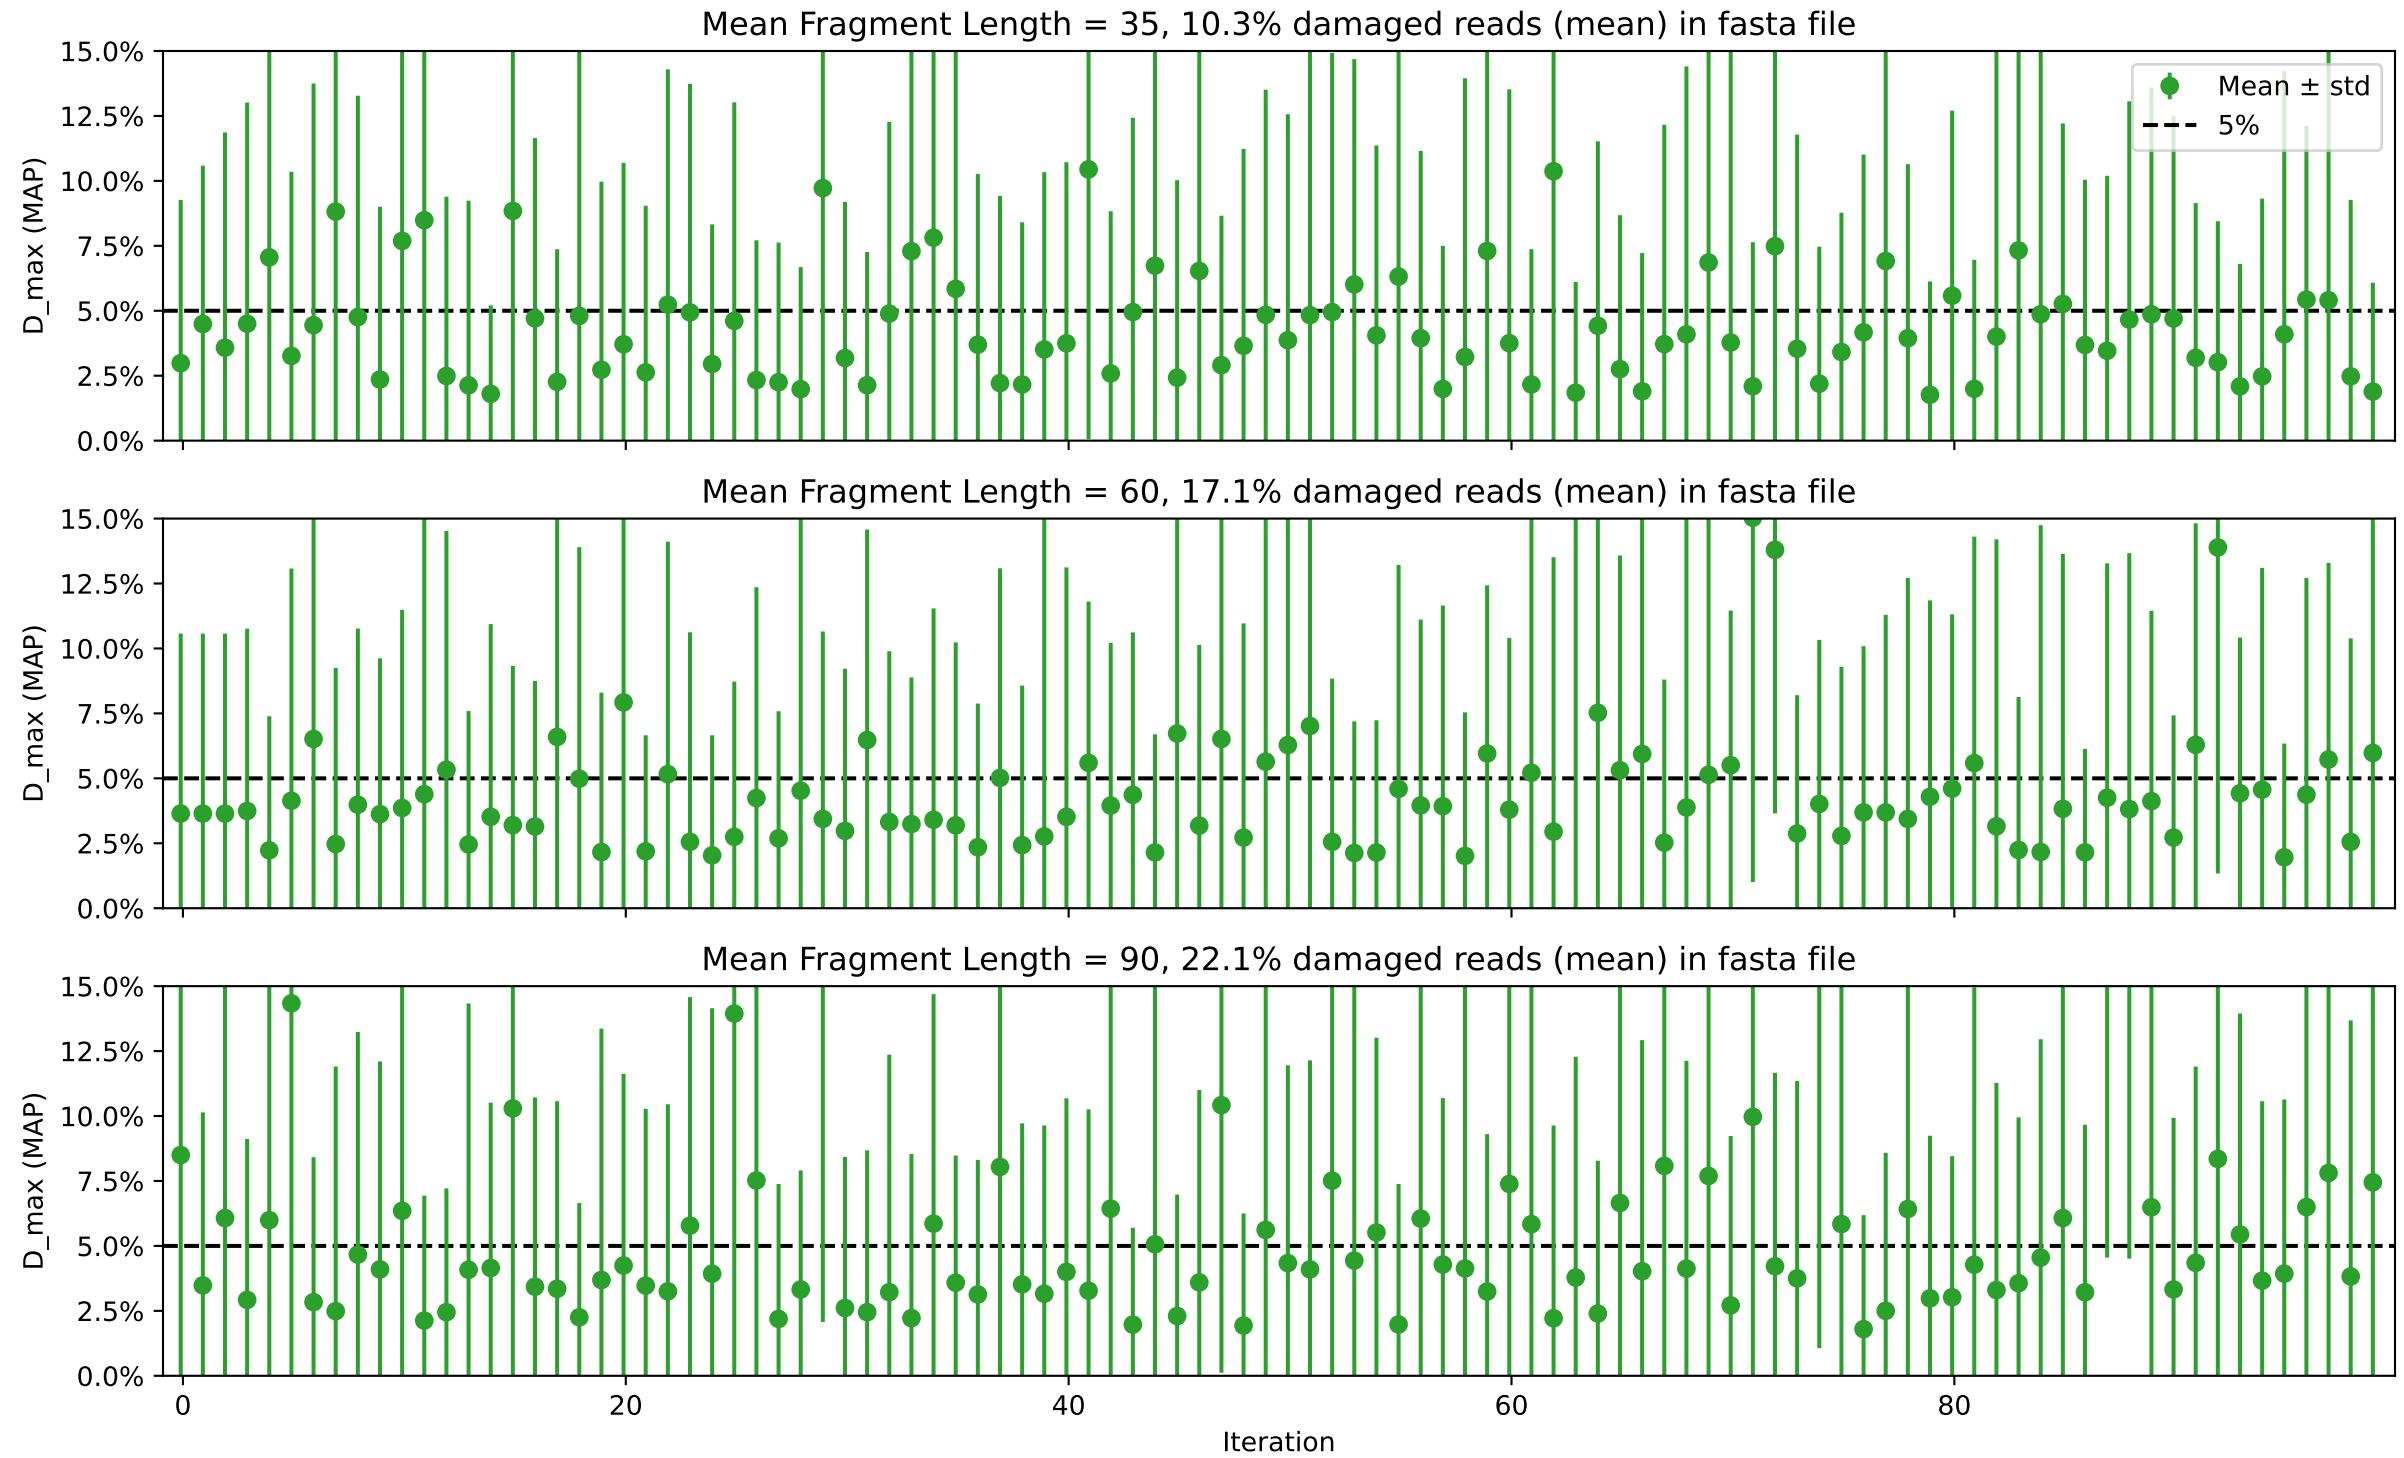 Mean Fragment Length = 35, 10.3% damaged reads (mean) in fasta file
15.0%
12.5%
10.0%
7.5%
5.0%
2.5%
0.0%
D_max (MAP)
Mean ± std
5%
Mean Fragment Length = 60, 17.1% damaged reads (mean) in fasta file
15.0%
12.5%
10.0%
7.5%
5.0%
2.5%
0.0%
D_max (MAP)
Mean Fragment Length = 90, 22.1% damaged reads (mean) in fasta file
15.0%
12.5%
10.0%
7.5%
5.0%
2.5%
0.0%
D_max (MAP)
0 20 40 60 80
Iteration